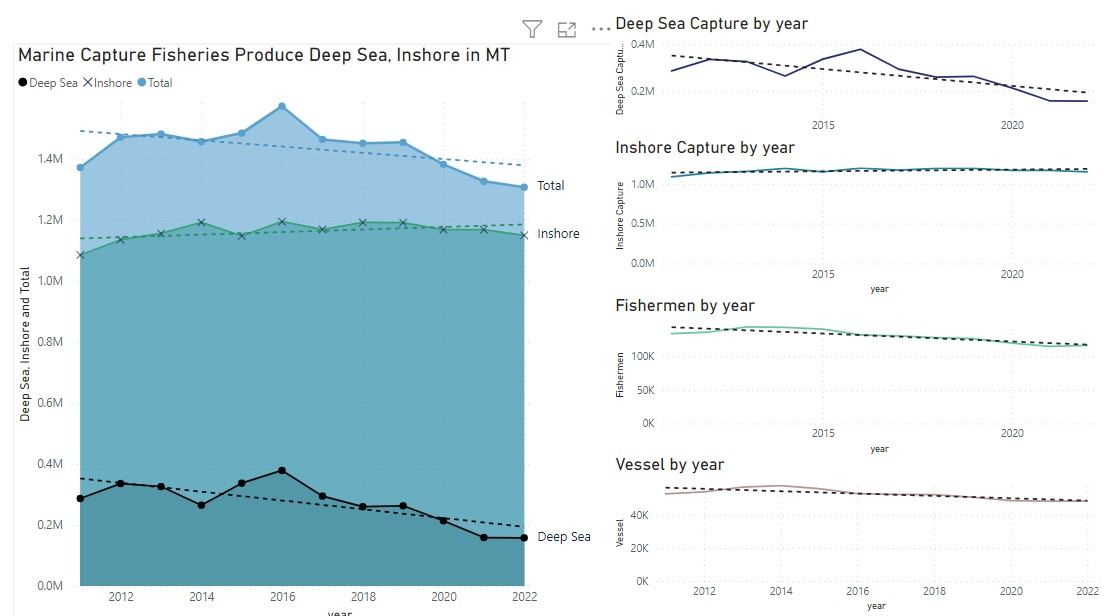 Marine Capture Fisheries Produce Deep Sea, Inshore in MT
Deep Sea Inshore Total
Deep Sea, Inshore and Total
1.4M
1.2M
1.0M
0.8M
0.6M
0.4M
0.2M
0.0M
Total
Inshore
Deep Sea
2012 2014 2016 2018 2020 2022
year
Deep Sea Capture by year
Deep Sea Captu...
0.4M
0.2M
2015 2020
Inshore Capture by year
Inshore Capture
1.0M
0.5M
0.0M
2015 2020
year
Fishermen by year
Fishermen
100K
50K
0K
2015 2020
year
Vessel by year
Vessel
40K
20K
0K
2012 2014 2016 2018 2020 2022
year